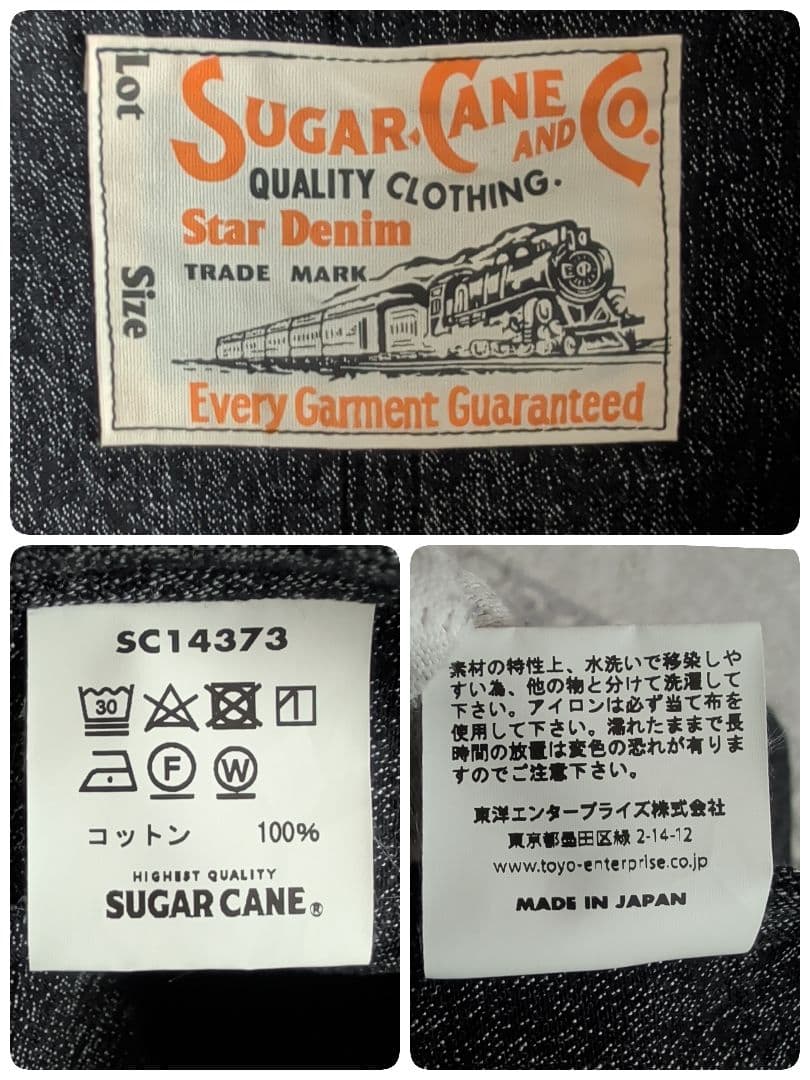 Lot
Size
SUGAR CANE AND CO.
QUALITY CLOTHING.
Star Denim
TRADE MARK
Every Garment Guaranteed
SC14373
30
F W
コットン 100%
HIGHEST QUALITY
SUGAR CANE®
素材の特性上、水洗いで移染しや
すい為、他の物と分けて洗濯して
下さい。アイロンは必ず当て布を
使用して下さい。濡れたままで長
時間の放置は変色の恐れが有りま
すのでご注意下さい。
東洋エンタープライズ株式会社
東京都墨田区緑 2-14-12
www.toyo-enterprise.co.jp
MADE IN JAPAN